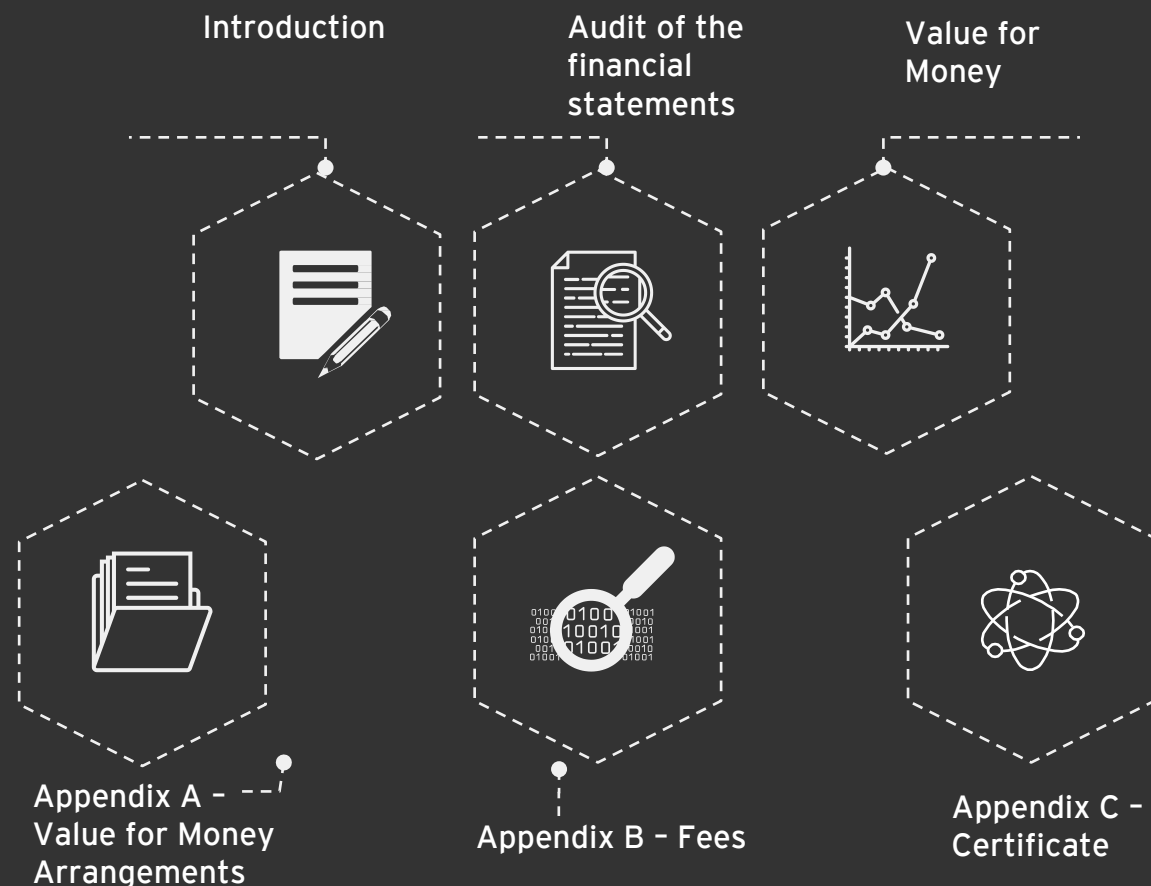 Introduction
Audit of the
financial
statements
Value for
Money
Appendix A –
Value for Money
Arrangements
Appendix B – Fees
Appendix C –
Certificate